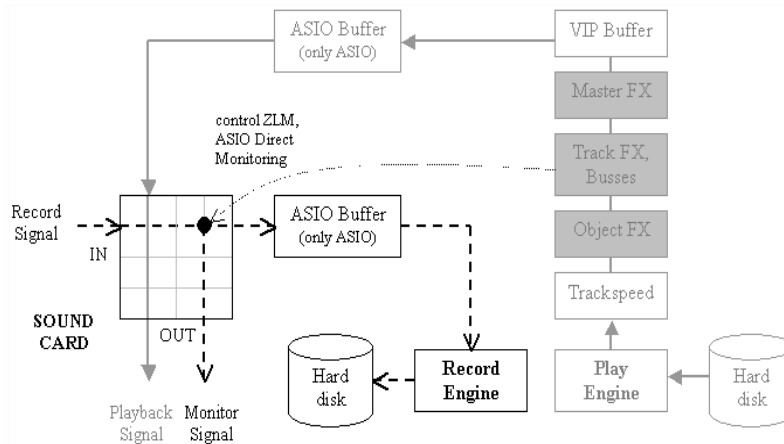 ASIO Buffer
(only ASIO)
VIP Buffer
Master FX
control ZLM,
ASIO Direct
Monitoring
Track FX,
Busses
Record
Signal
ASIO Buffer
(only ASIO)
Object FX
IN
Trackspeed
SOUND
CARD
OUT
Hard
disk
Record
Engine
Play
Engine
Hard
disk
Playback
Signal
Monitor
Signal